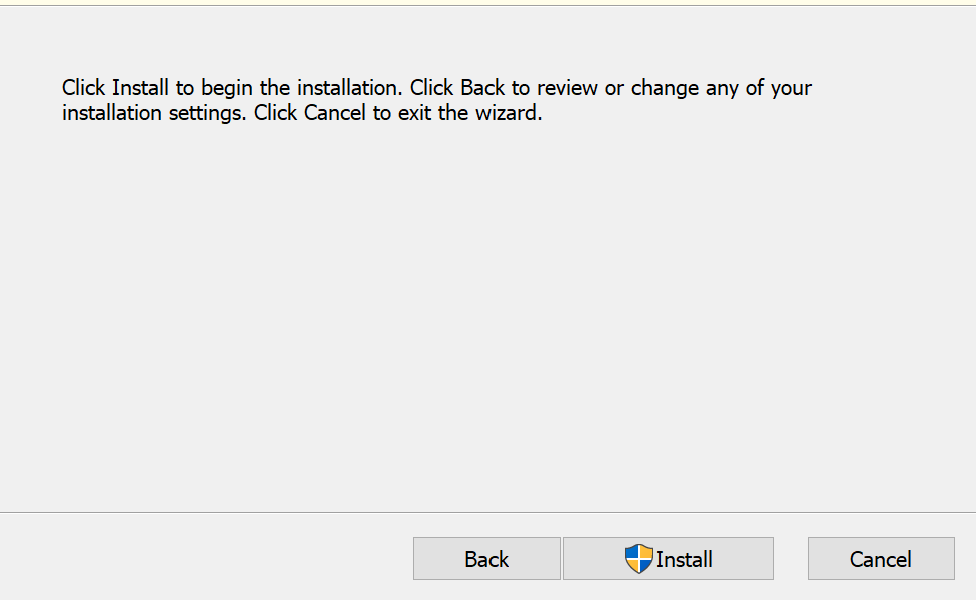 Click Install to begin the installation. Click Back to review or change any of your
installation settings. Click Cancel to exit the wizard.
Back
Install
Cancel